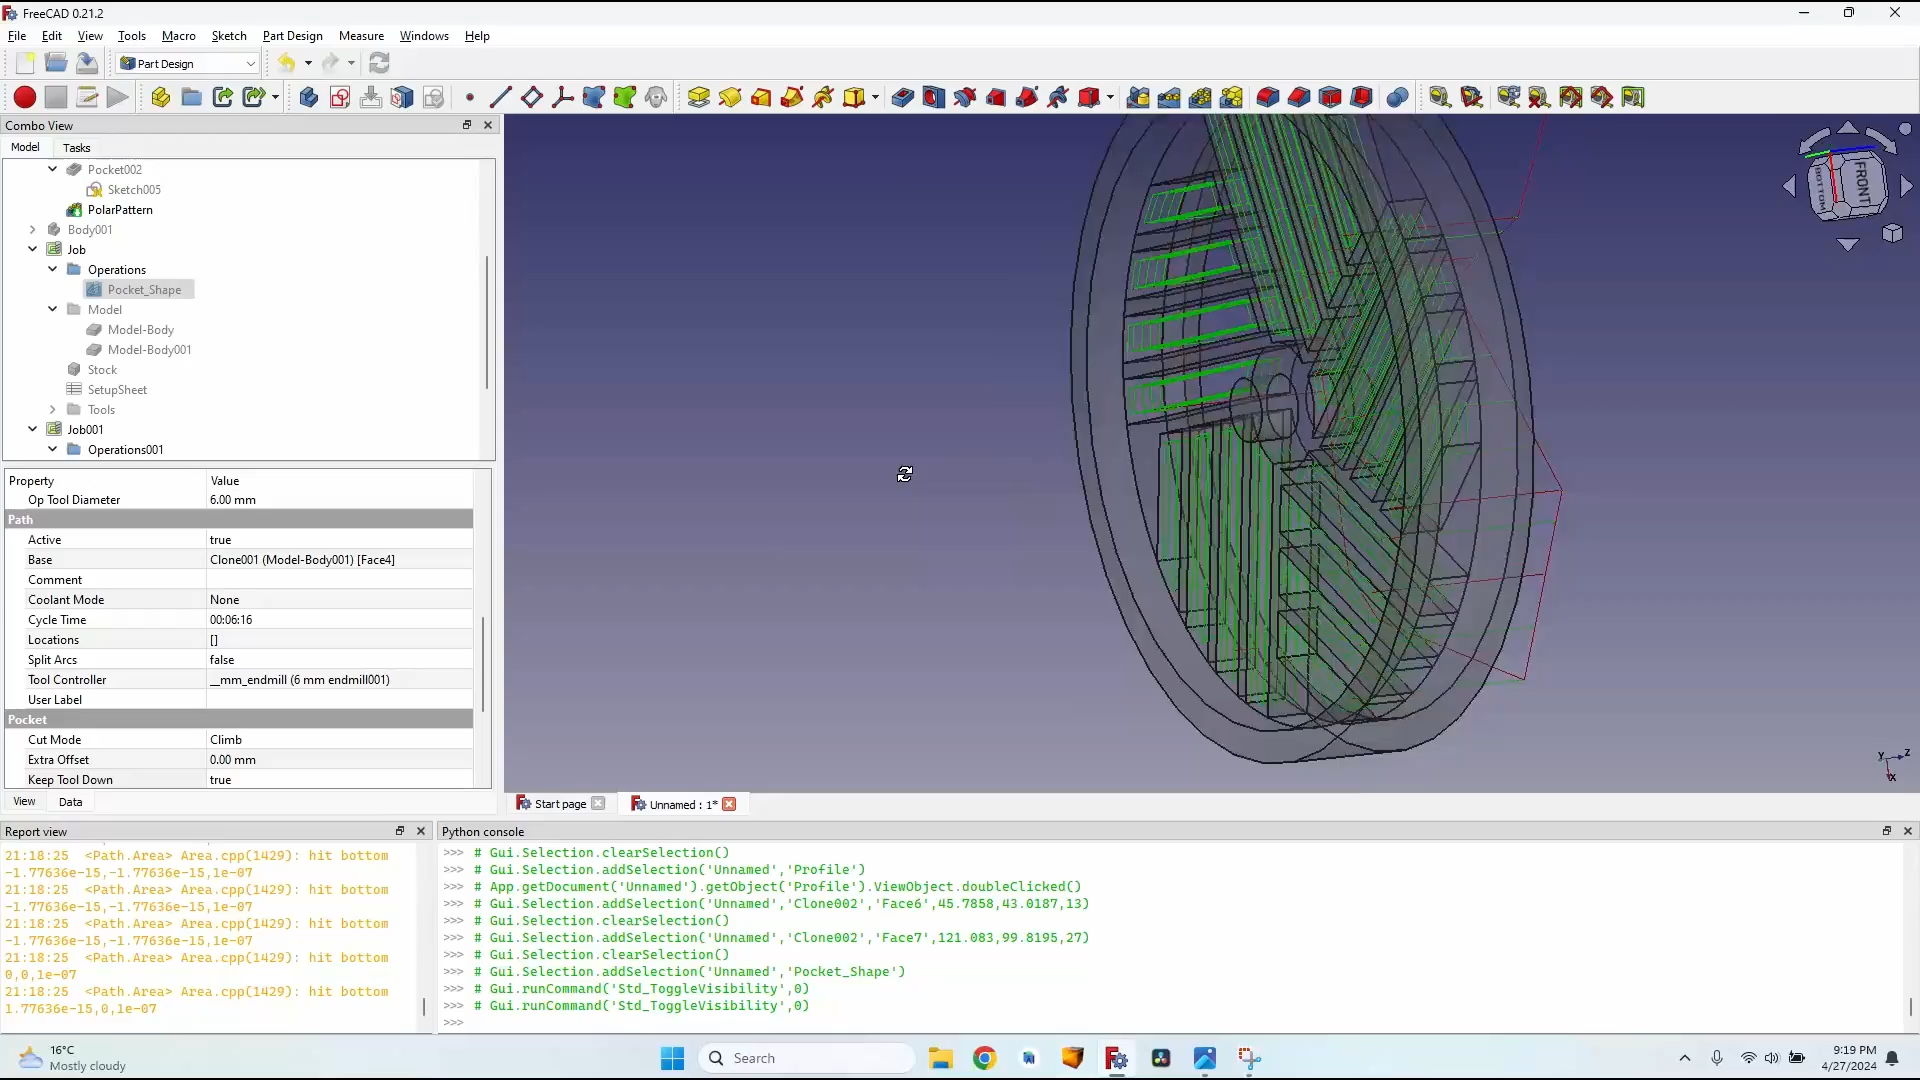 FreeCAD 0.21.2
File Edit View Tools Macro Sketch Part Design Measure Windows Help
Part Design
Combo View
Model Tasks
Pocket002
Sketch005
PolarPattern
Body001
Job
Operations
Pocket_Shape
Model
Model-Body
Model-Body001
Stock
SetupSheet
Tools
Job001
Operations001
Property Value
Op Tool Diameter 6.00 mm
Path
Active true
Base Clone001 (Model-Body001) [Face4]
Comment
Coolant Mode None
Cycle Time 00:06:16
Locations []
Split Arcs false
Tool Controller __mm_endmill (6 mm endmill001)
User Label
Pocket
Cut Mode Climb
Extra Offset 0.00 mm
Keep Tool Down true
View Data
FRONT
BOTTOM
Y Z
X
Start page Unnamed : 1*
Report view
21:18:25 <Path.Area> Area.cpp(1429): hit bottom
-1.77636e-15,-1.77636e-15,1e-07
21:18:25 <Path.Area> Area.cpp(1429): hit bottom
-1.77636e-15,-1.77636e-15,1e-07
21:18:25 <Path.Area> Area.cpp(1429): hit bottom
-1.77636e-15,-1.77636e-15,1e-07
21:18:25 <Path.Area> Area.cpp(1429): hit bottom
0,0,1e-07
21:18:25 <Path.Area> Area.cpp(1429): hit bottom
1.77636e-15,0,1e-07
Python console
>>> # Gui.Selection.clearSelection()
>>> # Gui.Selection.addSelection('Unnamed','Profile')
>>> # App.getDocument('Unnamed').getObject('Profile').ViewObject.doubleClicked()
>>> # Gui.Selection.addSelection('Unnamed','Clone002','Face6',45.7858,43.0187,13)
>>> # Gui.Selection.clearSelection()
>>> # Gui.Selection.addSelection('Unnamed','Clone002','Face7',121.083,99.8195,27)
>>> # Gui.Selection.clearSelection()
>>> # Gui.Selection.addSelection('Unnamed','Pocket_Shape')
>>> # Gui.runCommand('Std_ToggleVisibility',0)
>>> # Gui.runCommand('Std_ToggleVisibility',0)
>>>
16°C
Mostly cloudy
Search
9:19 PM
4/27/2024